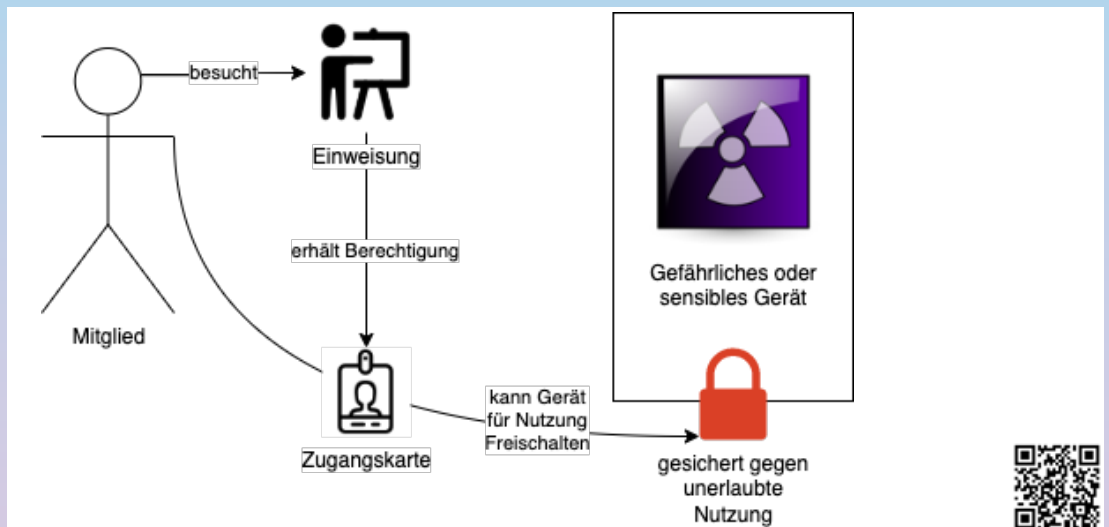 besucht
Einweisung
erhält Berechtigung
Mitglied
Zugangskarte
kann Gerät
für Nutzung
Freischalten
Gefährliches oder
sensibles Gerät
gesichert gegen
unerlaubte
Nutzung